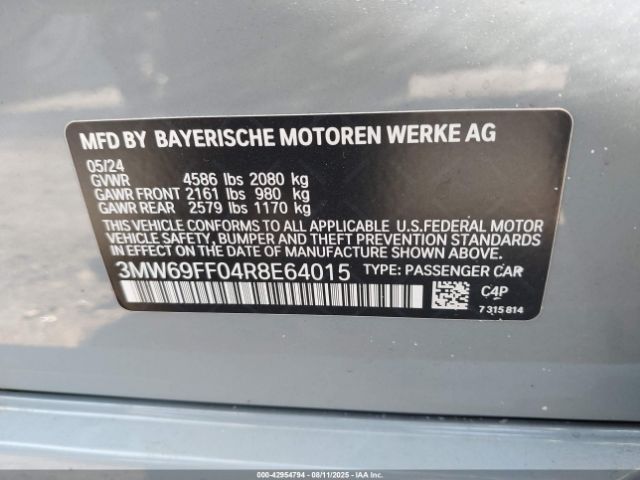 MFD BY BAYERISCHE MOTOREN WERKE AG
05/24
GVWR 4586 lbs 2080 kg
GAWR FRONT 2161 lbs 980 kg
GAWR REAR 2579 lbs 1170 kg
THIS VEHICLE CONFORMS TO ALL APPLICABLE U.S.FEDERAL MOTOR
VEHICLE SAFETY, BUMPER AND THEFT PREVENTION
STANDARDS IN EFFECT ON THE DATE OF MANUFACTURE SHOWN ABOVE.
3MW69FF04R8E64015 TYPE: PASSENGER CAR
C4P
7 315 814
000-42954794 - 08/11/2025 - COPYRIGHT IAA, LLC.